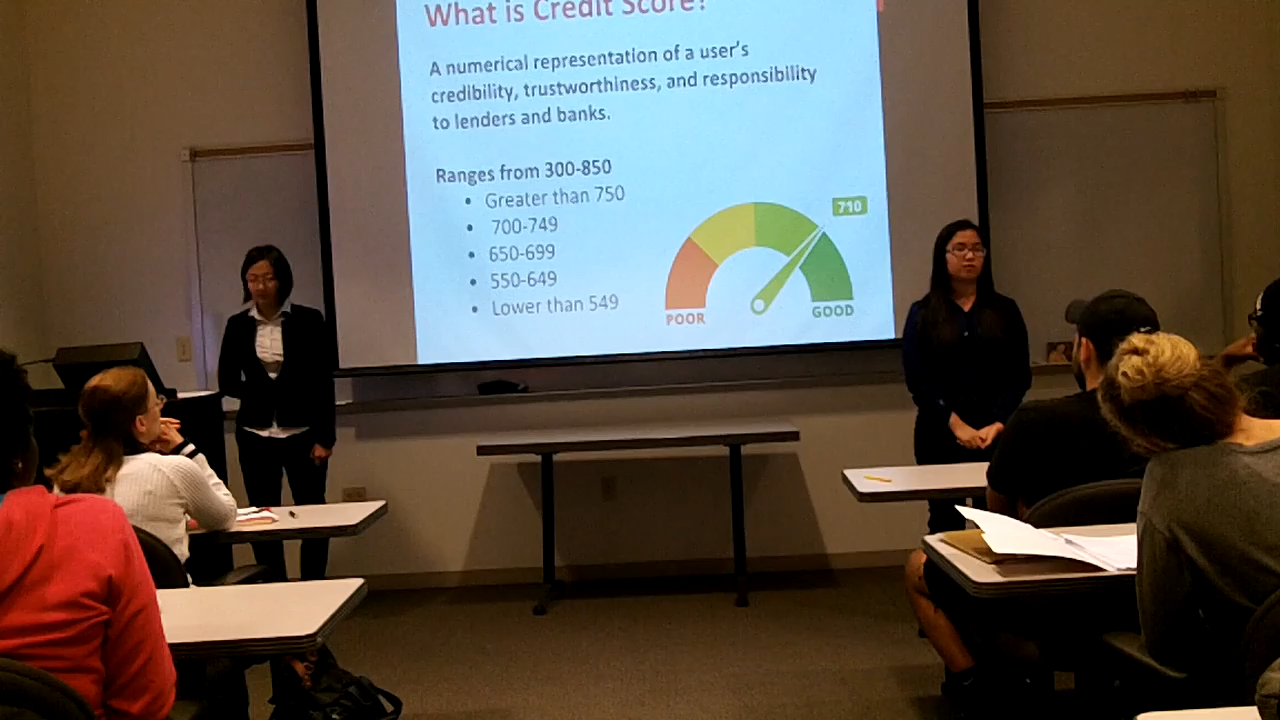 What is Credit Score?
A numerical representation of a user's
credibility, trustworthiness, and responsibility
to lenders and banks.
Ranges from 300-850
• Greater than 750
• 700-749
• 650-699
• 550-649
• Lower than 549
710
POOR
GOOD